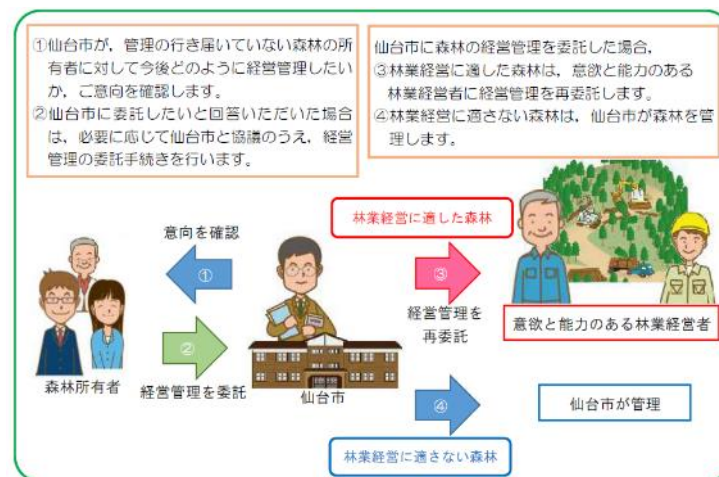 ①仙台市が，管理の行き届いていない森林の所
有者に対して今後どのように経営管理したい
か，ご意向を確認します。
②仙台市に委託したいと回答いただいた場合
は，必要に応じて仙台市と協議のうえ，経営
管理の委託手続きを行います。
仙台市に森林の経営管理を委託した場合，
③林業経営に適した森林は，意欲と能力のある
林業経営者に経営管理を再委託します。
④林業経営に適さない森林は，仙台市が森林を管
理します。
意向を確認
①
②
経営管理を委託
森林所有者
仙台市
林業経営に適した森林
③
経営管理を
再委託
意欲と能力のある林業経営者
④
仙台市が管理
林業経営に適さない森林